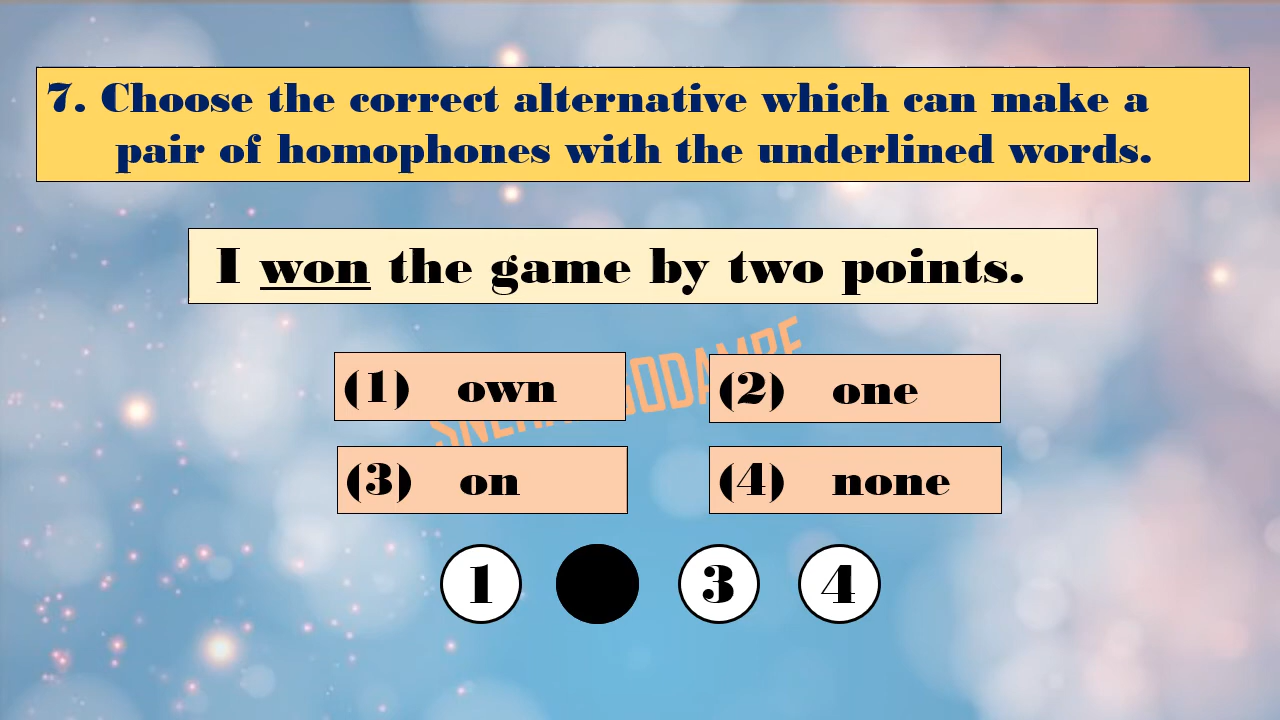 7. Choose the correct alternative which can make a
pair of homophones with the underlined words.
I won the game by two points.
(1) own
(2) one
(3) on
(4) none
1 3 4